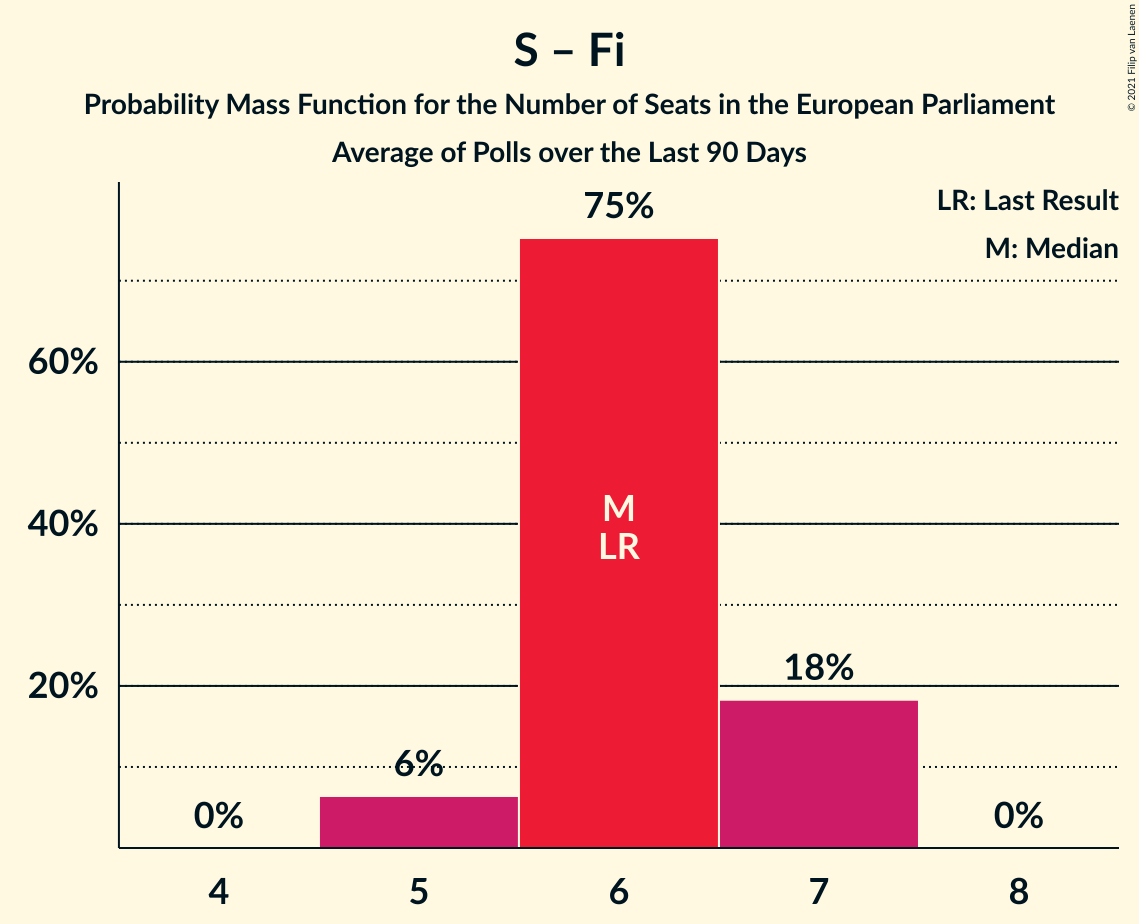 S – Fi
Probability Mass Function for the Number of Seats in the European Parliament
Average of Polls over the Last 90 Days
© 2021 Filip van Laenen
LR: Last Result
M: Median
75%
60%
40%
20%
M
LR
18%
6%
0%
0%
4
5
6
7
8